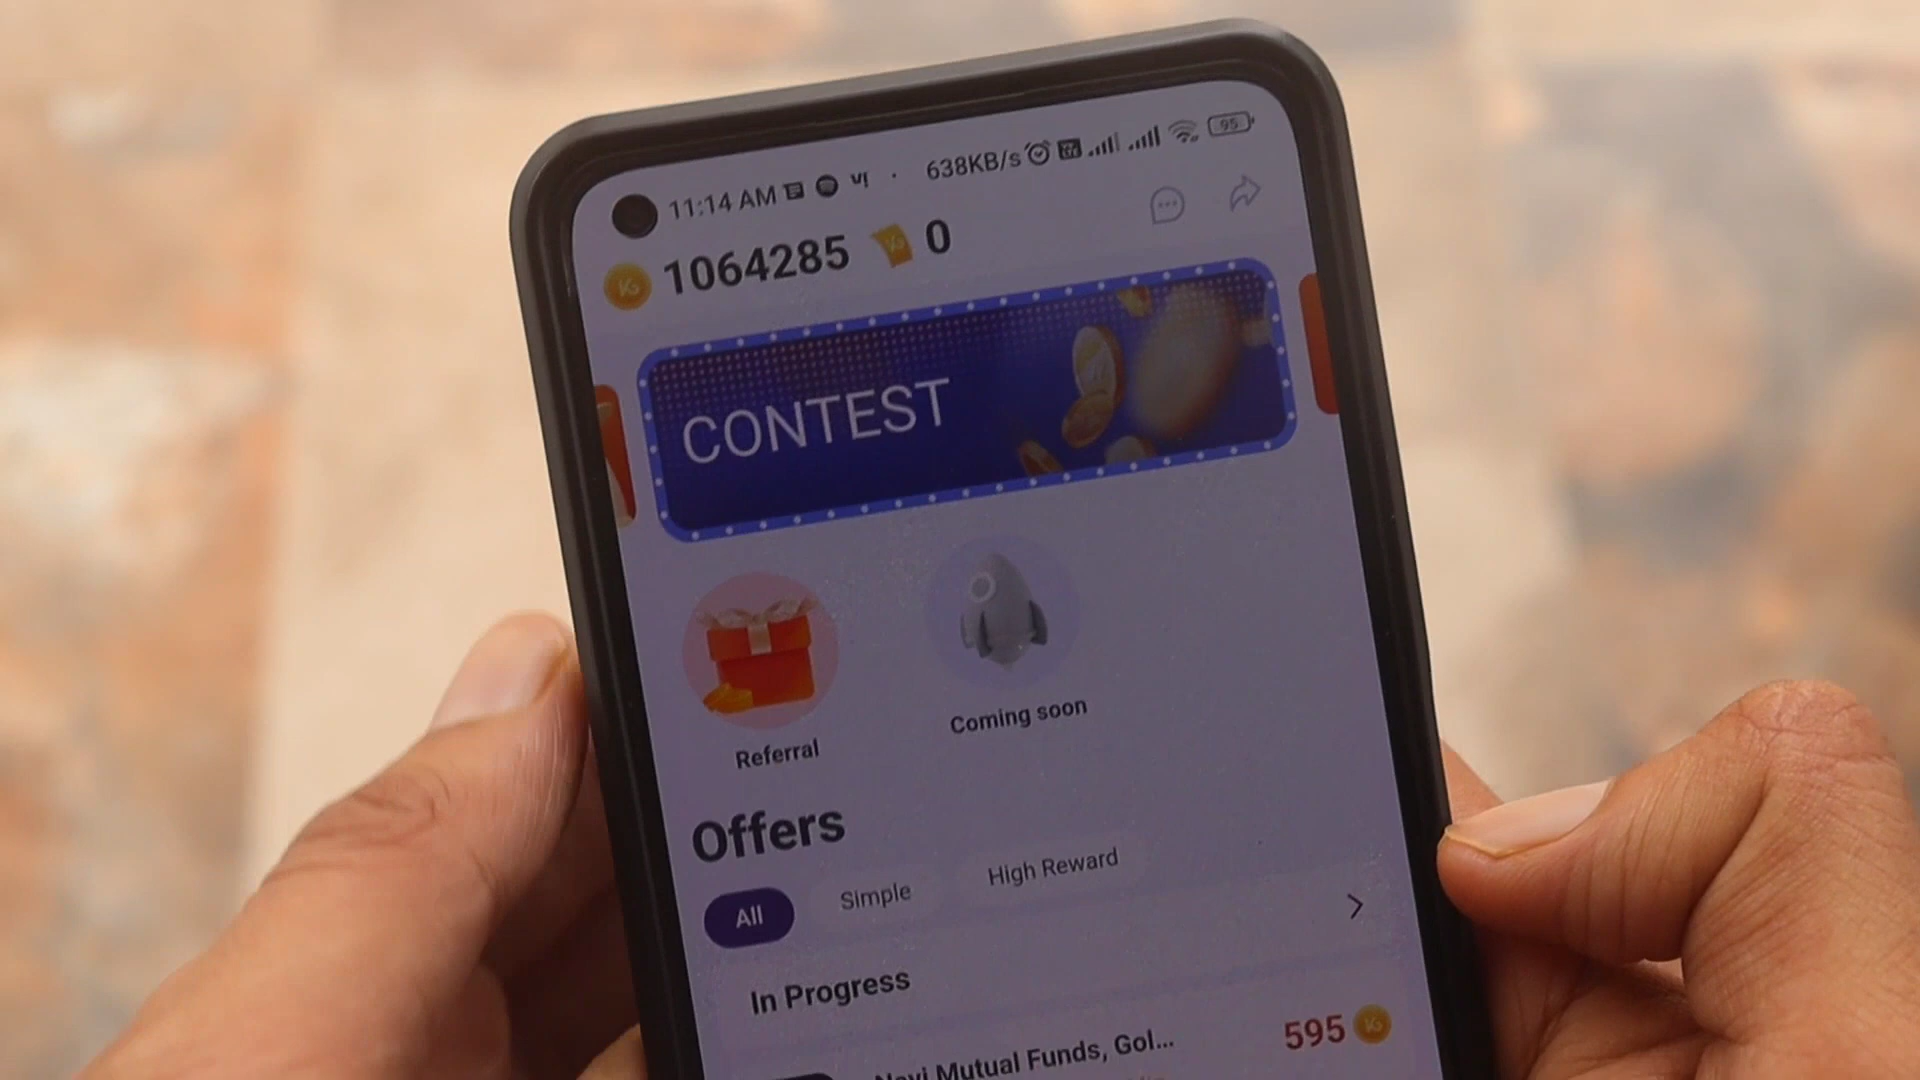 11:14 AM 638KB/s 95
1064285 0
CONTEST
Referral
Coming soon
Offers
All Simple High Reward
In Progress
Navi Mutual Funds, Gol... 595